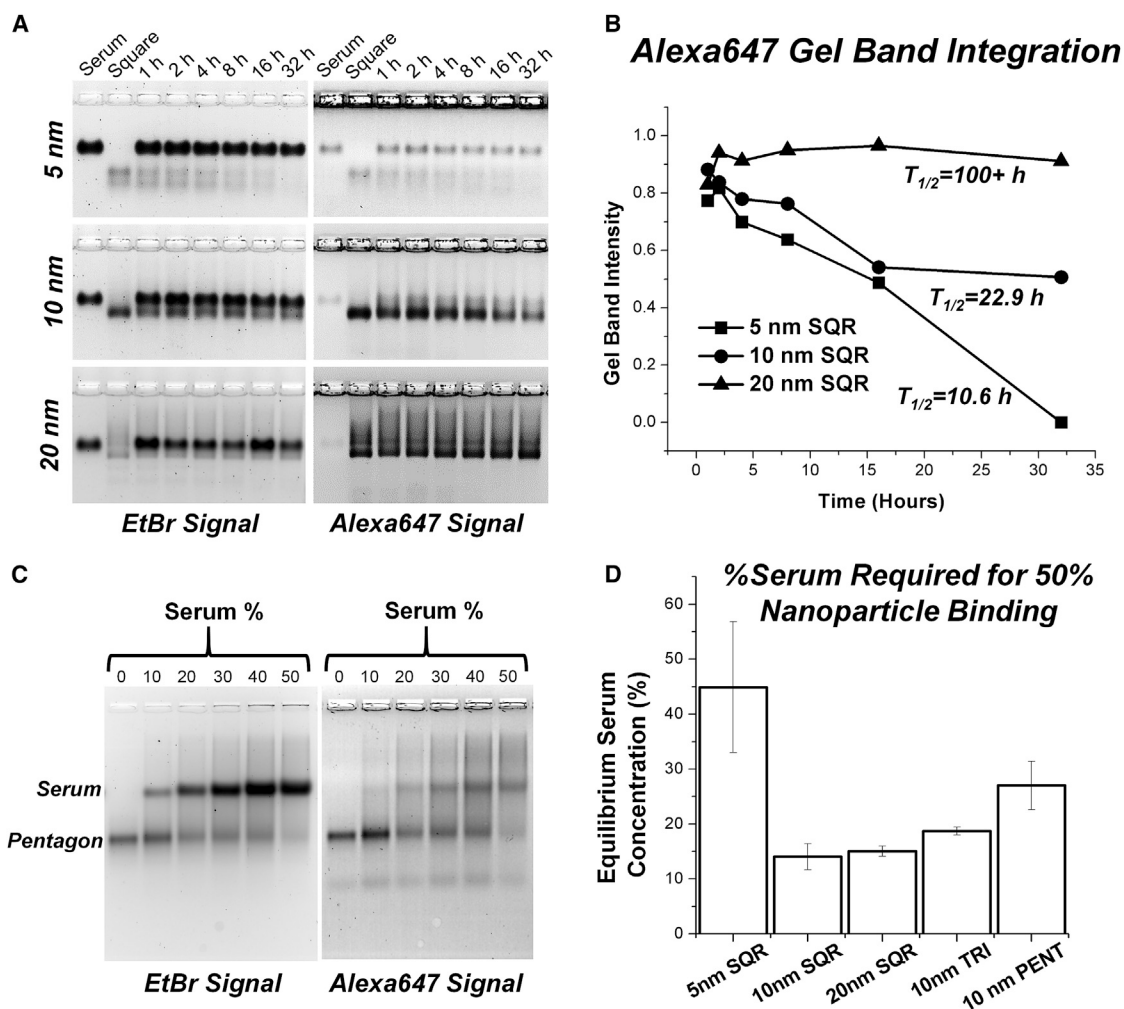 A
Serum Square 1 h 2 h 4 h 8 h 16 h 32 h Serum Square 1 h 2 h 4 h 8 h 16 h 32 h
5 nm
10 nm
20 nm
EtBr Signal Alexa647 Signal
B
Alexa647 Gel Band Integration
Gel Band Intensity
1.0
0.8
0.6
0.4
0.2
0.0
T1/2=100+ h
T1/2=22.9 h
5 nm SQR
10 nm SQR
20 nm SQR
T1/2=10.6 h
0 5 10 15 20 25 30 35
Time (Hours)
C
Serum % Serum %
0 10 20 30 40 50 0 10 20 30 40 50
Serum
Pentagon
EtBr Signal Alexa647 Signal
D
%Serum Required for 50%
Nanoparticle Binding
Equilibrium Serum
Concentration (%)
60
50
40
30
20
10
0
5nm SQR 10nm SQR 20nm SQR 10nm TRI 10 nm PENT